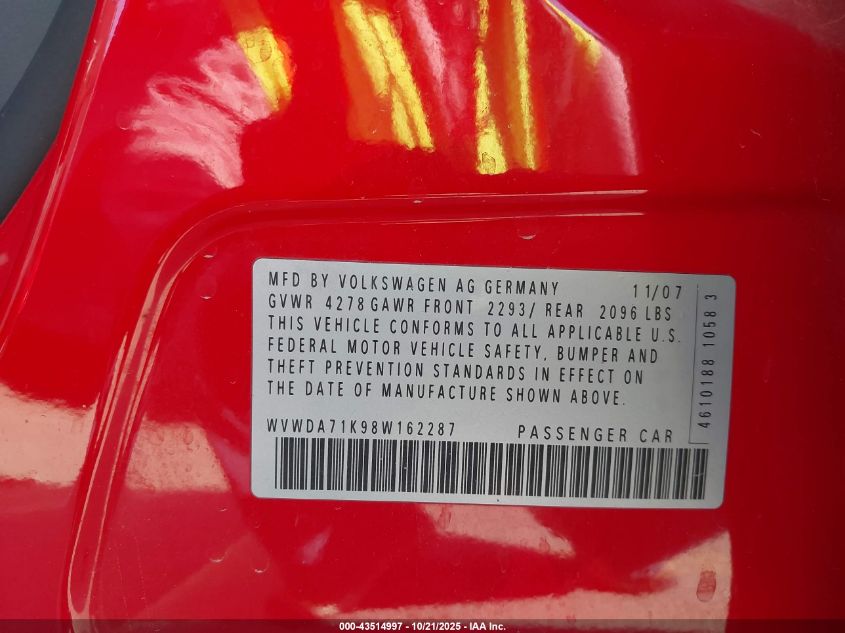 MFD BY VOLKSWAGEN AG GERMANY 11/07
GVWR 4278 GAWR FRONT 2293/ REAR 2096 LBS
THIS VEHICLE CONFORMS TO ALL APPLICABLE U.S.
FEDERAL MOTOR VEHICLE SAFETY, BUMPER AND
THEFT PREVENTION STANDARDS IN EFFECT ON
THE DATE OF MANUFACTURE SHOWN ABOVE.
WVWDA71K98W162287 PASSENGER CAR
4610188 1058 3
000-43514997 - 10/21/2025 - IAA Inc.